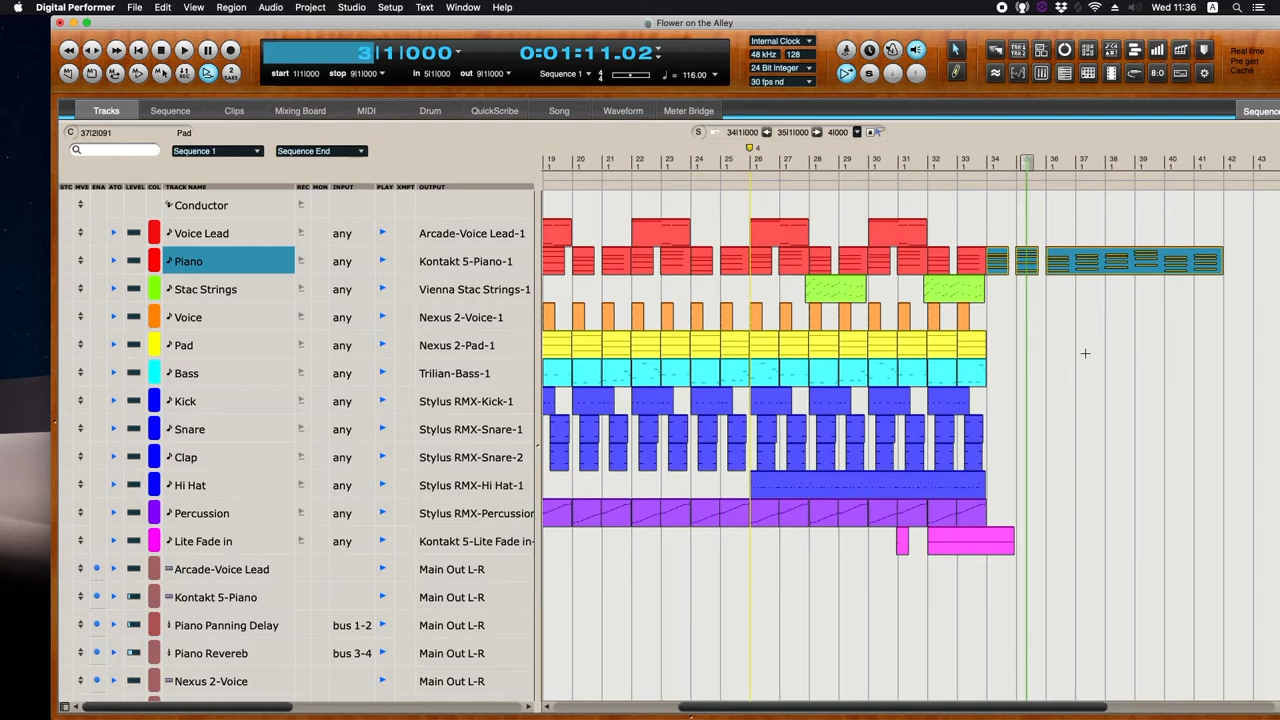 Digital Performer File Edit View Region Audio Project Studio Setup Text Window Help Wed 11:36 A
Flower on the Alley
3|1|000 0:01:11.02
start 1|1|000 stop 9|1|000 in 5|1|000 out 9|1|000 Sequence 1 4 4 = 116.00
Internal Clock
48 kHz 128
24 Bit Integer
30 fps nd
Real time
Pre gen
Cache
Tracks Sequence Clips Mixing Board MIDI Drum QuickScribe Song Waveform Meter Bridge Sequenc
C 37|2|091 Pad S 34|1|000 35|1|000 4|000
Sequence 1 Sequence End 4
19 20 21 22 23 24 25 26 27 28 29 30 31 32 33 34 36 37 38 39 40 41 42 43
STC MVE ENA ATO LEVEL COL TRACK NAME REC MON INPUT PLAY XMPT OUTPUT
Conductor
Voice Lead any Arcade-Voice Lead-1
Piano any Kontakt 5-Piano-1
Stac Strings any Vienna Stac Strings-1
Voice any Nexus 2-Voice-1
Pad any Nexus 2-Pad-1
Bass any Trilian-Bass-1
Kick any Stylus RMX-Kick-1
Snare any Stylus RMX-Snare-1
Clap any Stylus RMX-Snare-2
Hi Hat any Stylus RMX-Hi Hat-1
Percussion any Stylus RMX-Percussion
Lite Fade in any Kontakt 5-Lite Fade in-
Arcade-Voice Lead Main Out L-R
Kontakt 5-Piano Main Out L-R
Piano Panning Delay bus 1-2 Main Out L-R
Piano Revereb bus 3-4 Main Out L-R
Nexus 2-Voice Main Out L-R